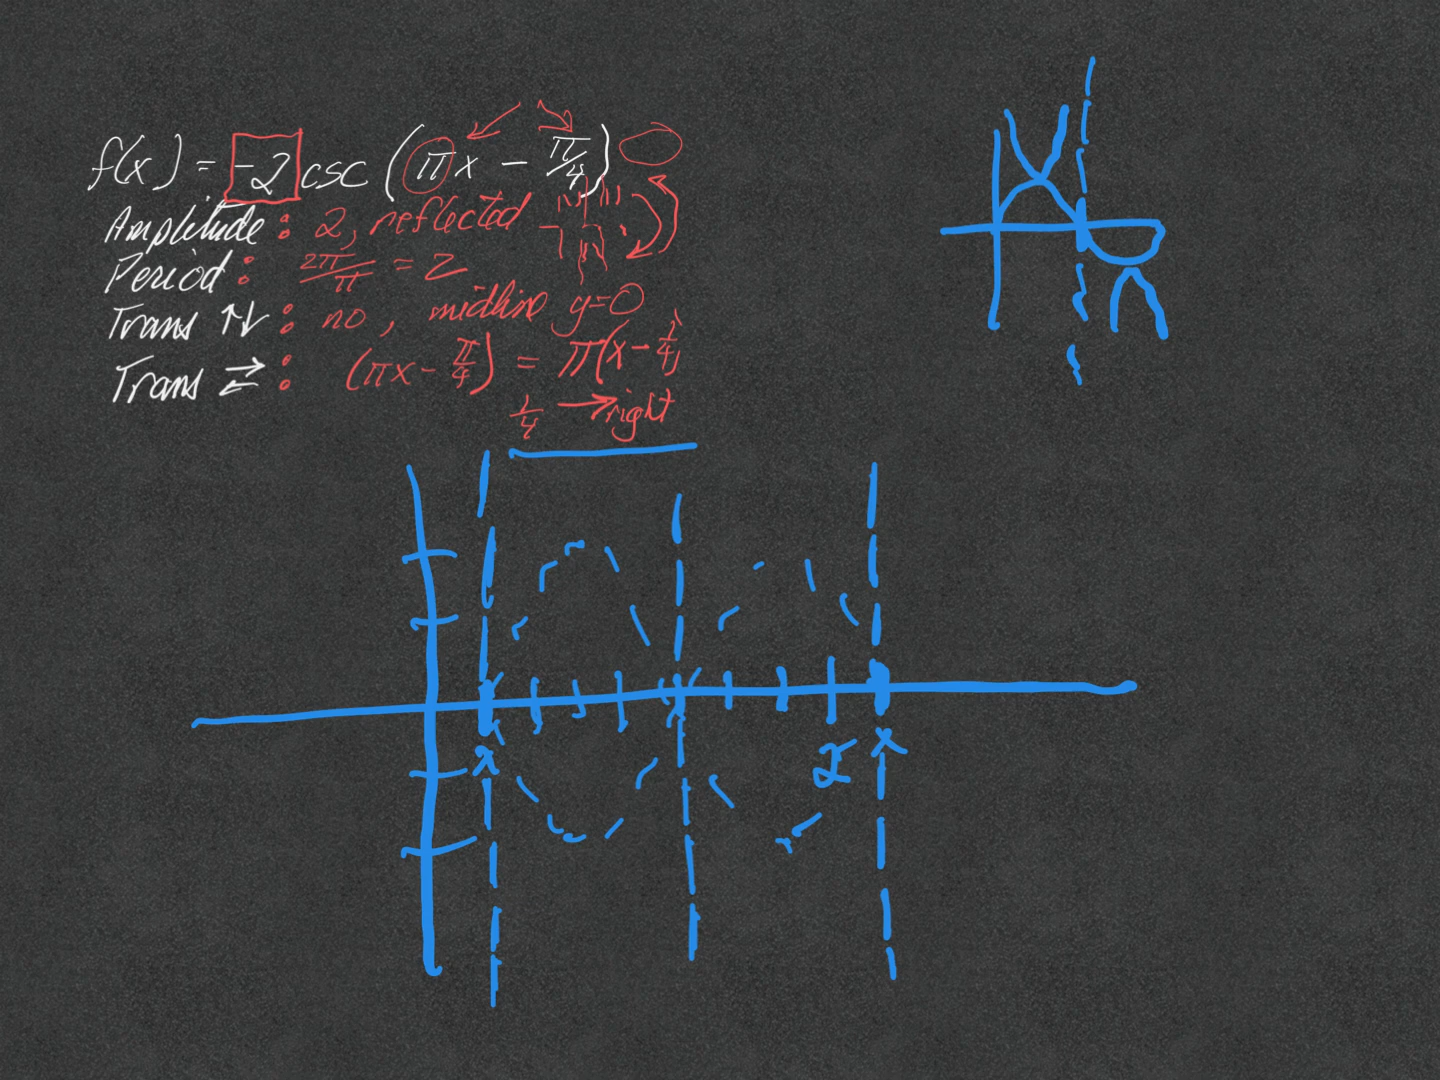 f(x) = -2 csc (πx - π/4)
Amplitude: 2, reflected
Period: 2π/π = 2
Trans ↑↓: no, midline y=0
Trans ⇄: (πx - π/4) = π(x - 1/4)
1/4 → right
2